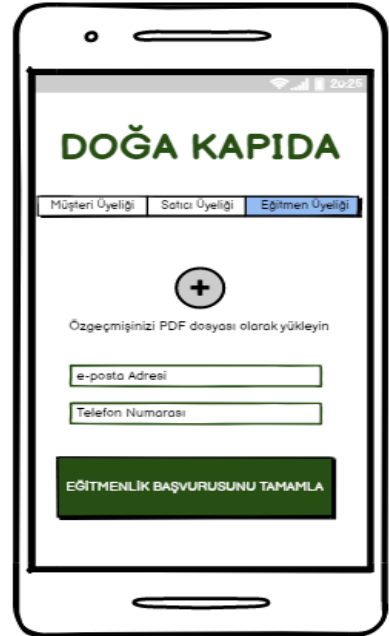 20:25
DOĞA KAPIDA
Müşteri Üyeliği Satıcı Üyeliği Eğitmen Üyeliği
Özgeçmişinizi PDF dosyası olarak yükleyin
e-posta Adresi
Telefon Numarası
EĞİTMENLİK BAŞVURUSUNU TAMAMLA